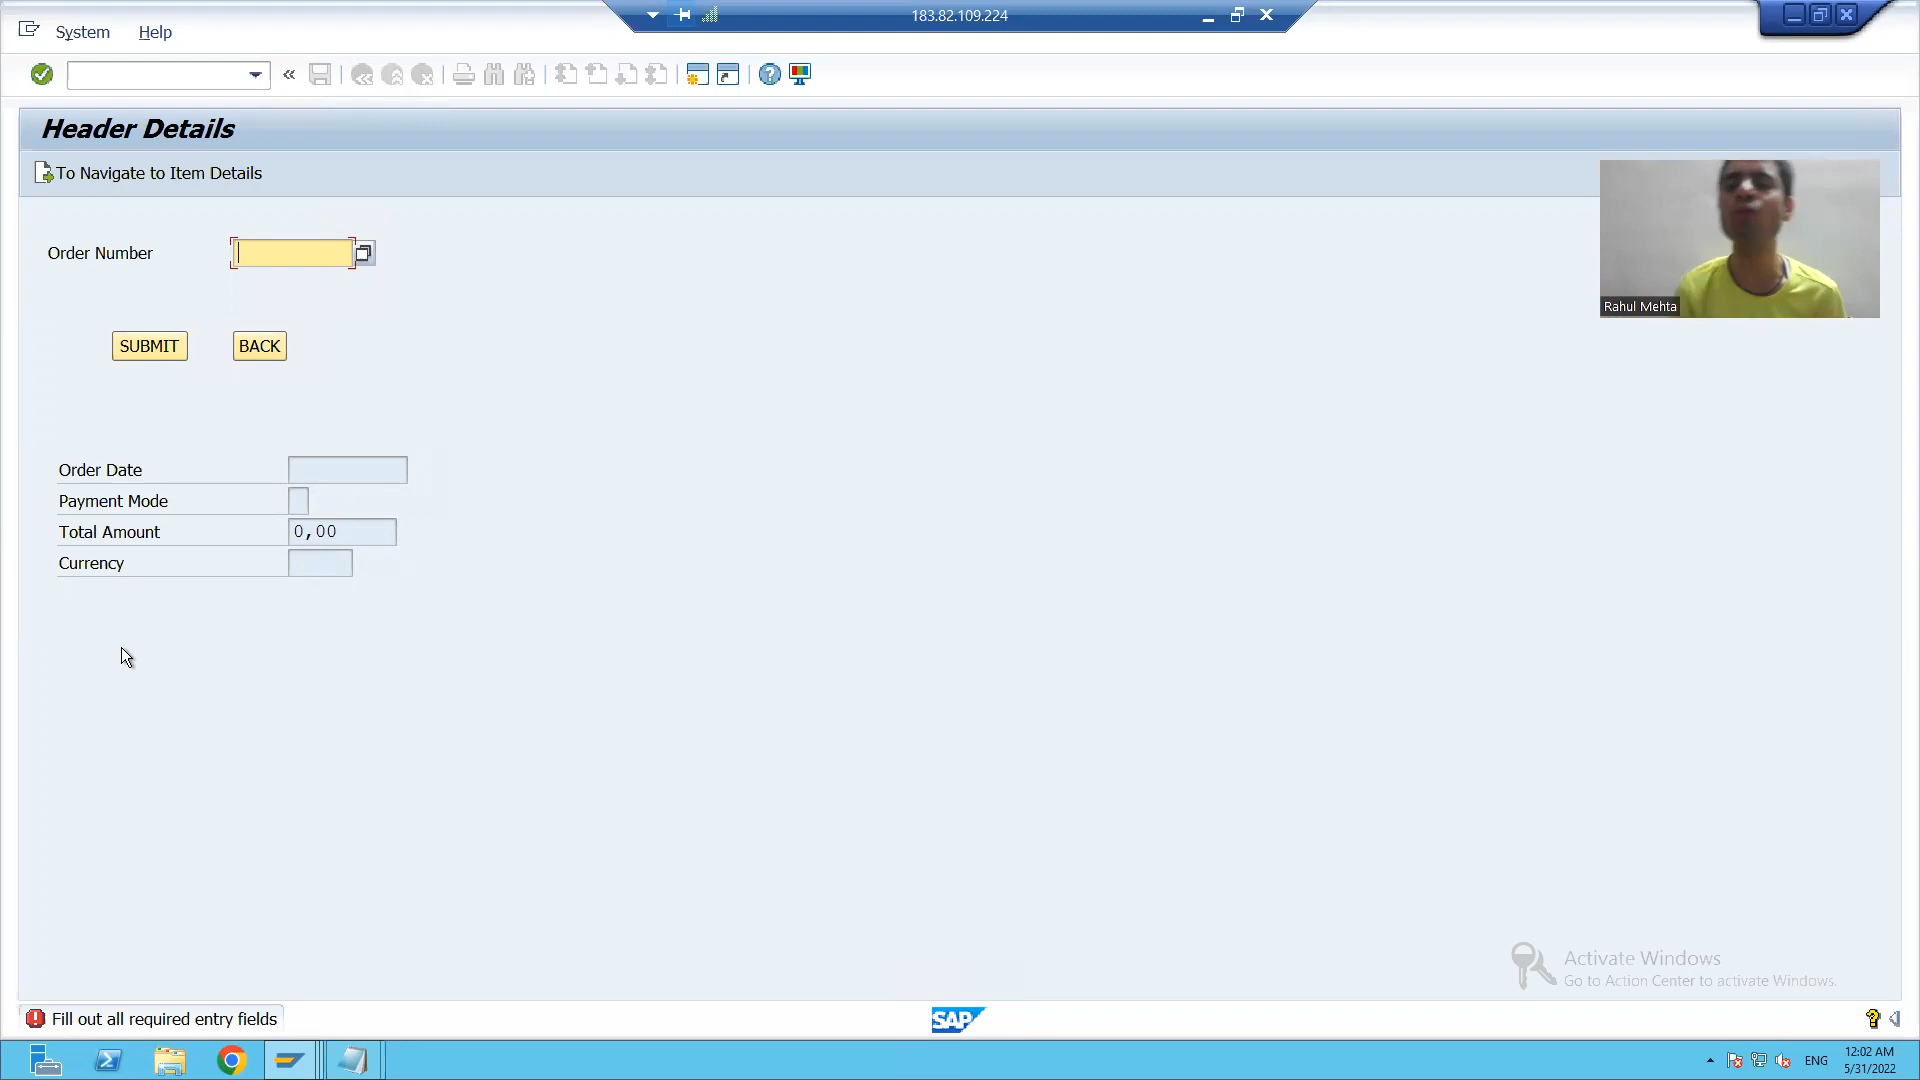 183.82.109.224
System Help
Header Details
To Navigate to Item Details
Order Number
Rahul Mehta
SUBMIT BACK
Order Date
Payment Mode
Total Amount 0,00
Currency
Activate Windows
Go to Action Center to activate Windows.
Fill out all required entry fields
SAP
ENG
12:02 AM
5/31/2022